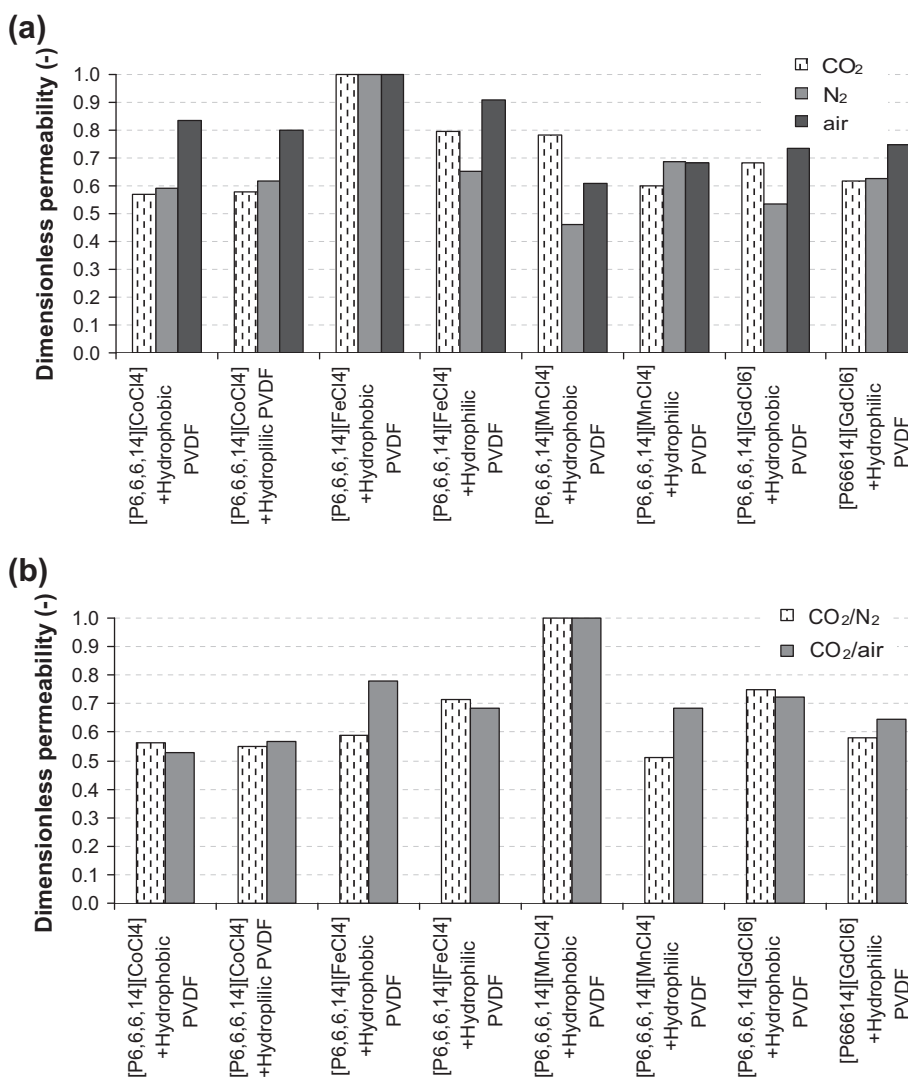 (a)
Dimensionless permeability (-)
1.0
0.9
0.8
0.7
0.6
0.5
0.4
0.3
0.2
0.1
0.0
CO₂
N₂
air
[P6,6,6,14][CoCl4]
+Hydrophobic
PVDF
[P6,6,6,14][CoCl4]
+Hydroplilic PVDF
[P6,6,6,14][FeCl4]
+Hydrophobic
PVDF
[P6,6,6,14][FeCl4]
+Hydrophilic
PVDF
[P6,6,6,14][MnCl4]
+Hydrophobic
PVDF
[P6,6,6,14][MnCl4]
+Hydrophilic
PVDF
[P6,6,6,14][GdCl6]
+Hydrophobic
PVDF
[P66614][GdCl6]
+Hydrophilic
PVDF
(b)
Dimensionless permeability (-)
1.0
0.9
0.8
0.7
0.6
0.5
0.4
0.3
0.2
0.1
0.0
CO₂/N₂
CO₂/air
[P6,6,6,14][CoCl4]
+Hydrophobic
PVDF
[P6,6,6,14][CoCl4]
+Hydroplilic PVDF
[P6,6,6,14][FeCl4]
+Hydrophobic
PVDF
[P6,6,6,14][FeCl4]
+Hydrophilic
PVDF
[P6,6,6,14][MnCl4]
+Hydrophobic
PVDF
[P6,6,6,14][MnCl4]
+Hydrophilic
PVDF
[P6,6,6,14][GdCl6]
+Hydrophobic
PVDF
[P66614][GdCl6]
+Hydrophilic
PVDF